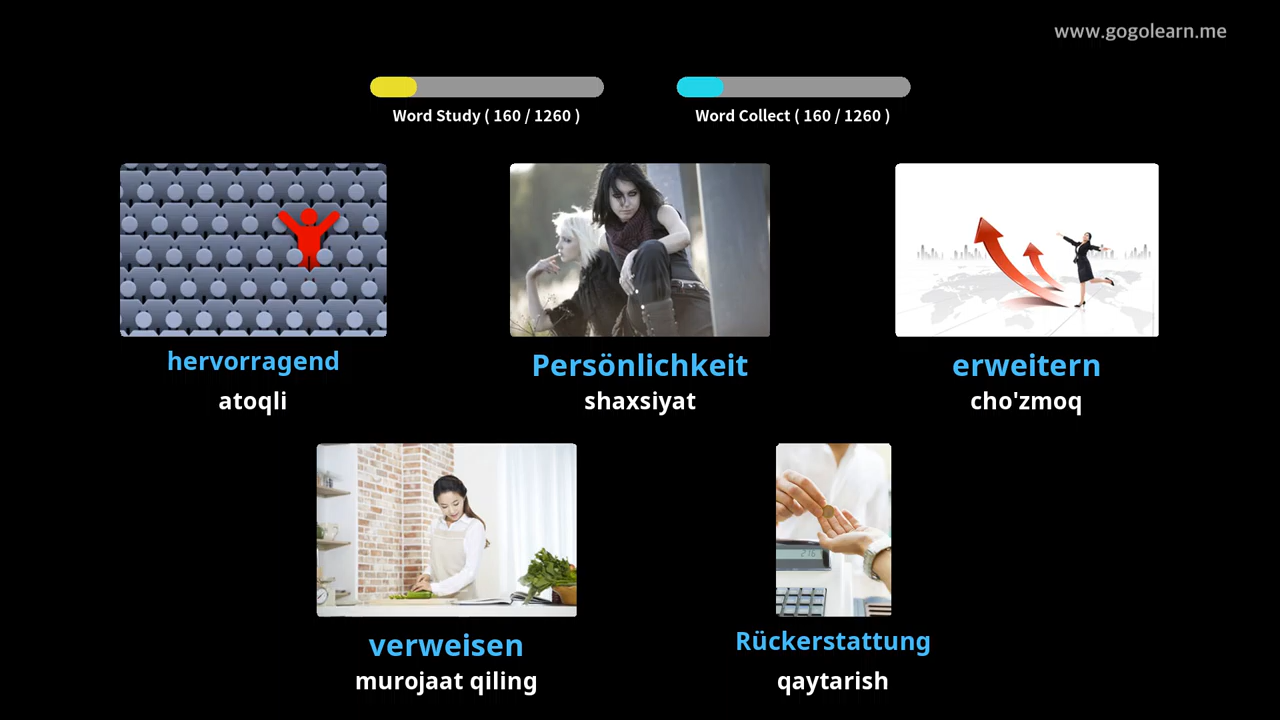 www.gogolearn.me
Word Study ( 160 / 1260 )
Word Collect ( 160 / 1260 )
hervorragend
atoqli
Persönlichkeit
shaxsiyat
erweitern
cho'zmoq
verweisen
murojaat qiling
Rückerstattung
qaytarish